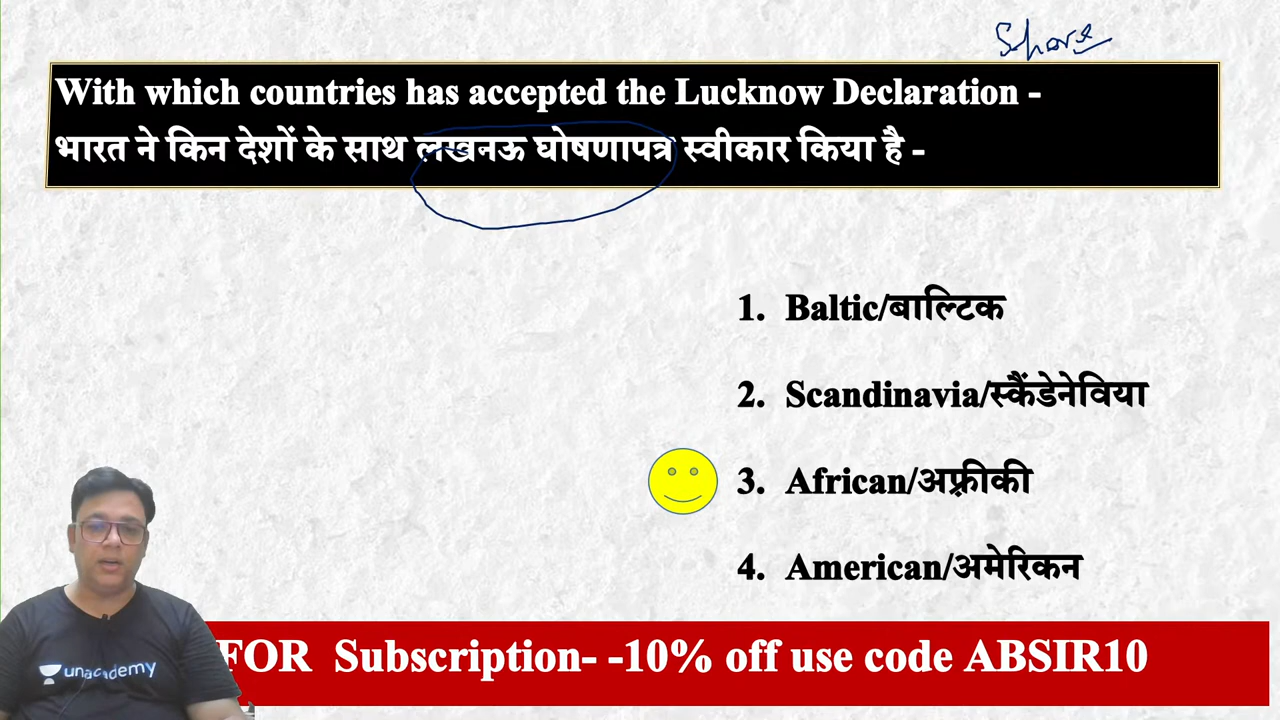 Share
With which countries has accepted the Lucknow Declaration -
भारत ने किन देशों के साथ लखनऊ घोषणापत्र स्वीकार किया है -
1. Baltic/बाल्टिक
2. Scandinavia/स्कैंडेनेविया
3. African/अफ़्रीकी
4. American/अमेरिकन
unacademy
FOR Subscription- -10% off use code ABSIR10